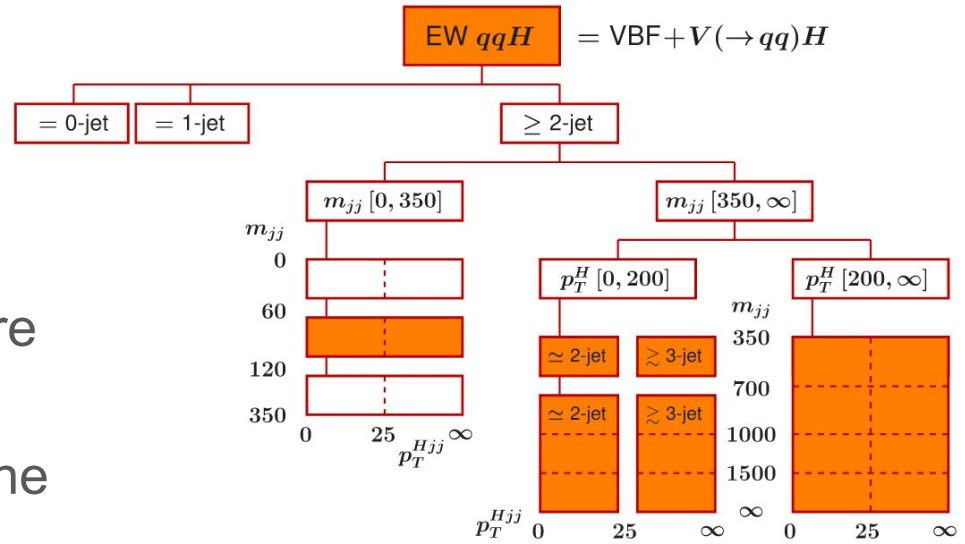 EW qqH = VBF+V(→qq)H
= 0-jet = 1-jet ≥ 2-jet
m_jj [0, 350] m_jj [350, ∞]
m_jj
0 p_T^H [0, 200] p_T^H [200, ∞]
60 m_jj
re 350
≃ 2-jet ≳ 3-jet
120
700
350 ≃ 2-jet ≳ 3-jet
0 25 ∞ 1000
p_T^Hjj
ne 1500
∞
p_T^Hjj 0 25 ∞ 0 25 ∞